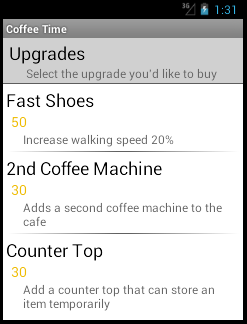 3G 1:31
Coffee Time
Upgrades
Select the upgrade you'd like to buy
Fast Shoes
50
Increase walking speed 20%
2nd Coffee Machine
30
Adds a second coffee machine to the
cafe
Counter Top
30
Add a counter top that can store an
item temporarily